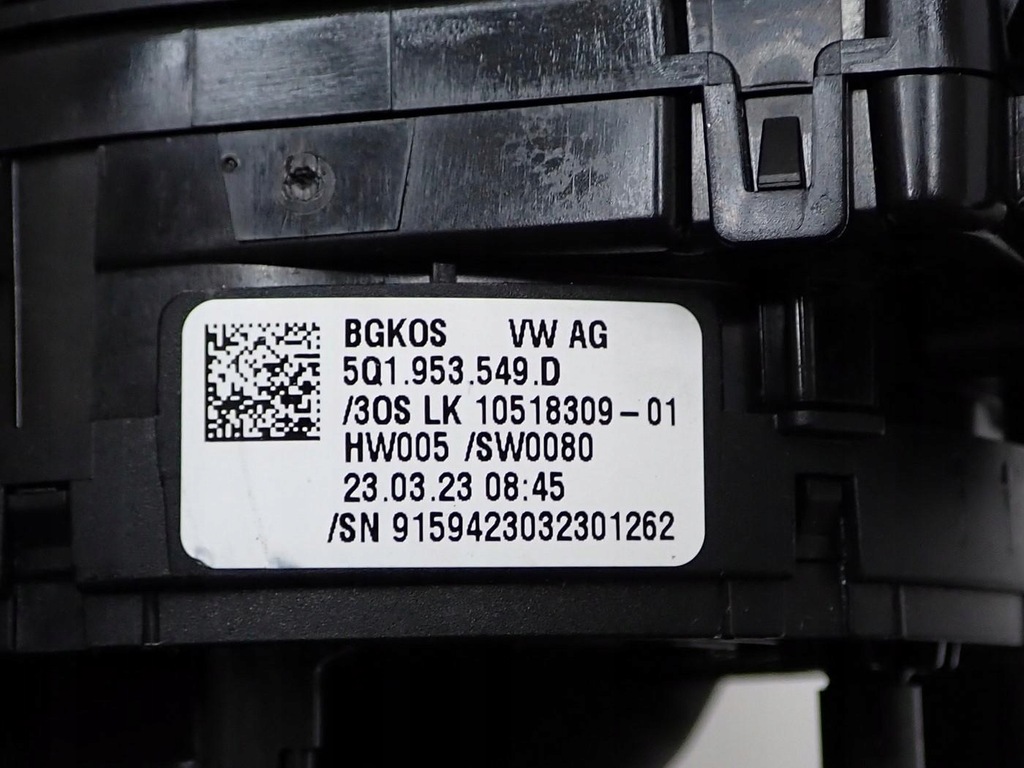 BGKOS VW AG
5Q1.953.549.D
/3OS LK 10518309-01
HW005 /SW0080
23.03.23 08:45
/SN 9159423032301262